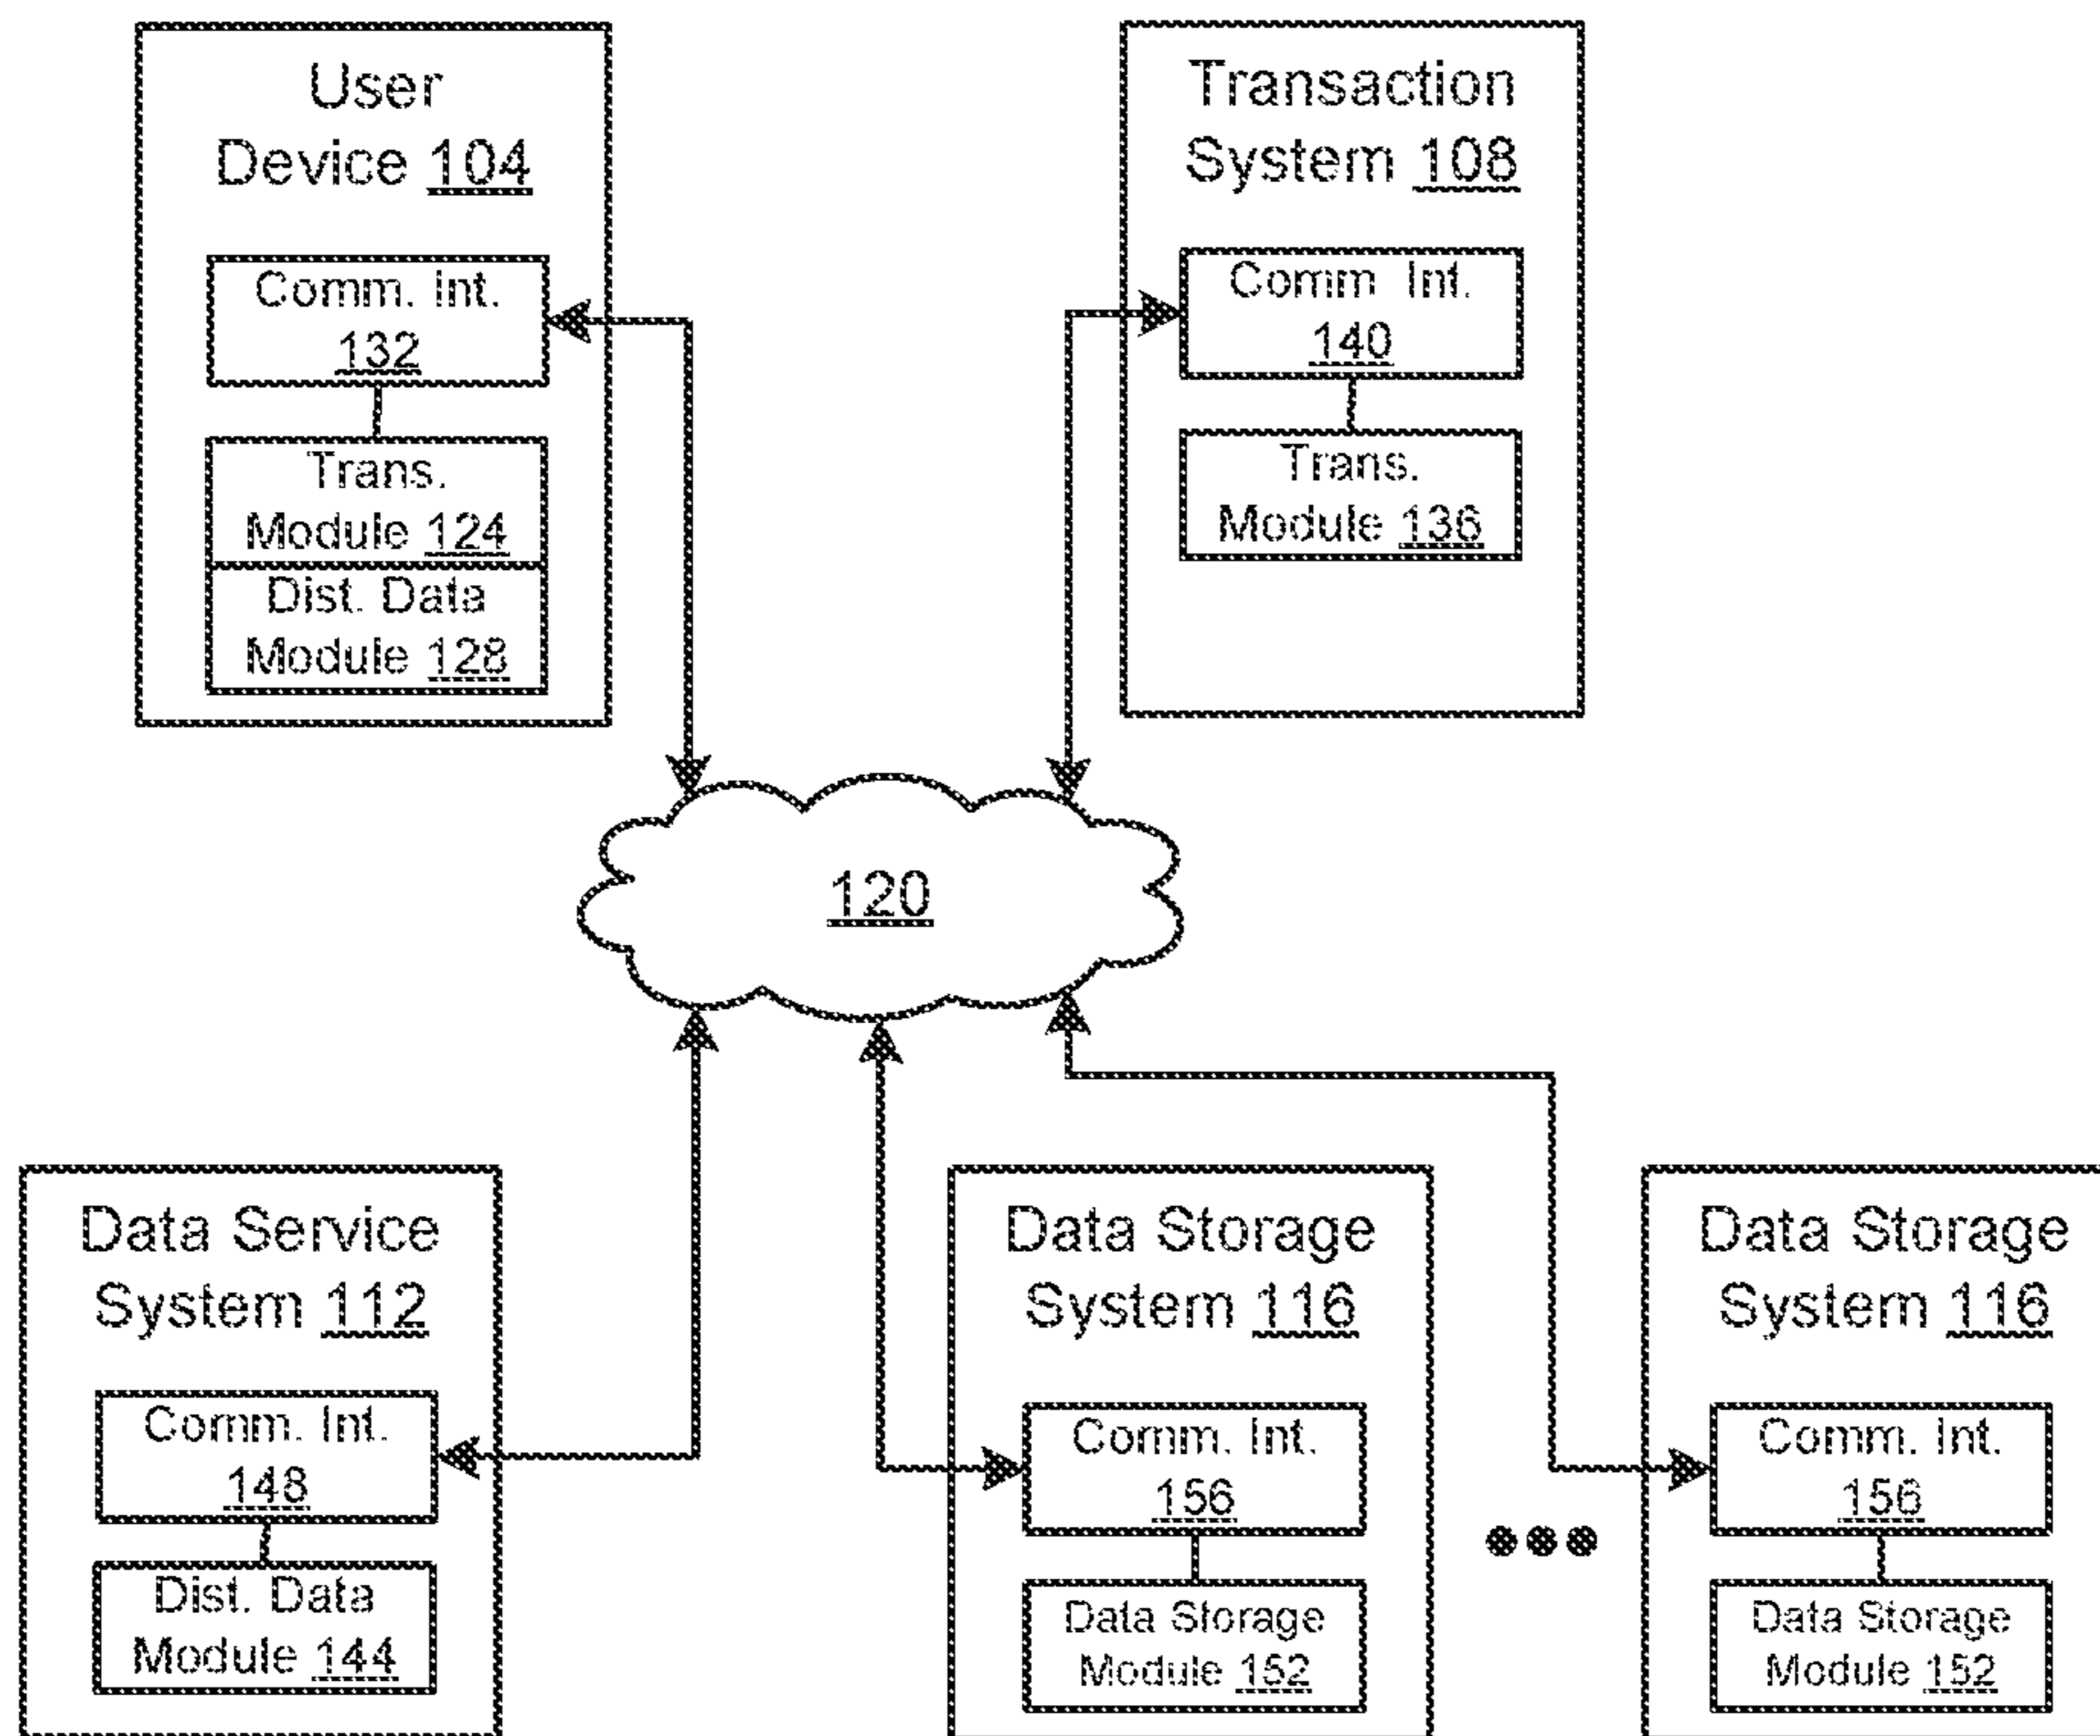 User
Device 104
Comm. Int.
132
Trans.
Module 124
Dist. Data
Module 128
Transaction
System 108
Comm Int.
140
Trans.
Module 136
120
Data Service
System 112
Comm. Int.
148
Dist. Data
Module 144
Data Storage
System 116
Comm. Int.
156
Data Storage
Module 152
Data Storage
System 116
Comm. Int.
156
Data Storage
Module 152